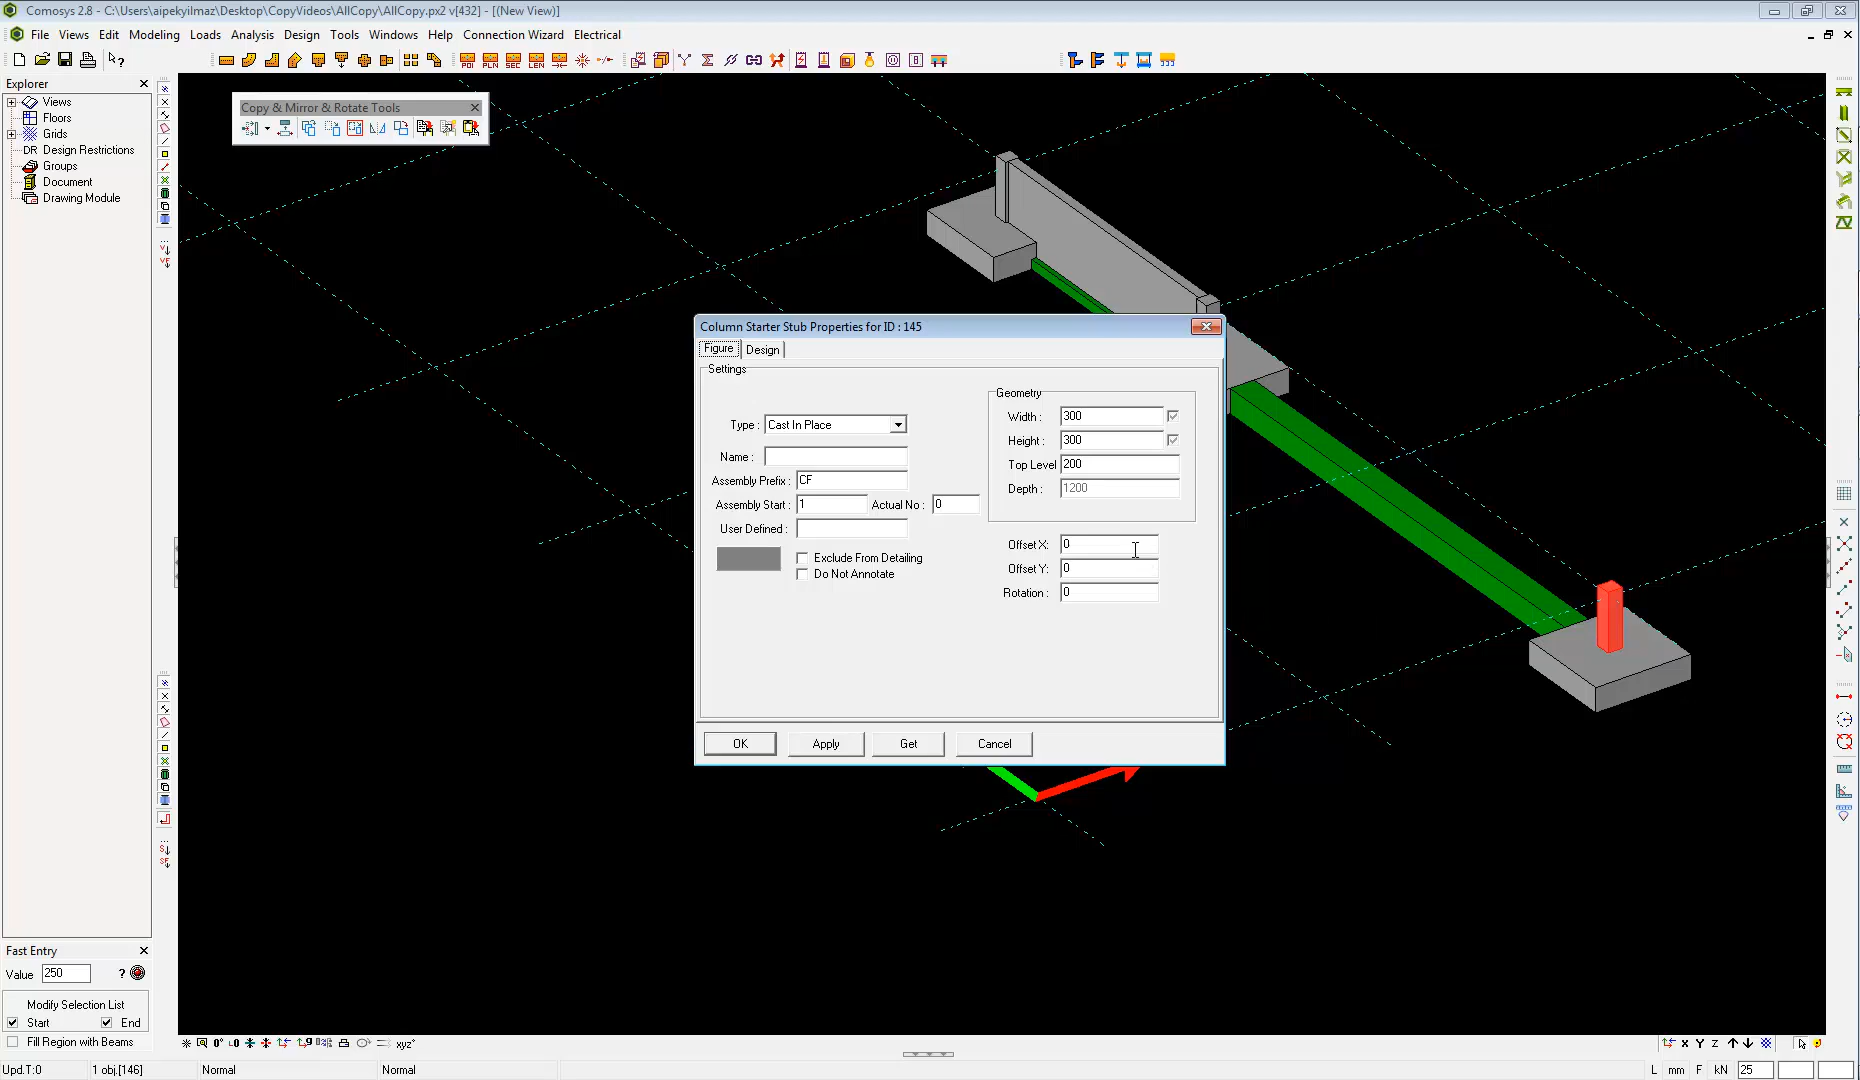 Comosys 2.8 - C:\Users\aipekyilmaz\Desktop\CopyVideos\AllCopy\AllCopy.px2 v[432] - [(New View)]
File Views Edit Modeling Loads Analysis Design Tools Windows Help Connection Wizard Electrical
POI PLN SEC LEN
Explorer
Views
Floors
Grids
DR Design Restrictions
Groups
Document
Drawing Module
Copy & Mirror & Rotate Tools
Column Starter Stub Properties for ID : 145
Figure Design
Settings
Type : Cast In Place
Name :
Assembly Prefix : CF
Assembly Start : 1 Actual No : 0
User Defined :
Exclude From Detailing
Do Not Annotate
Geometry
Width : 300
Height : 300
Top Level 200
Depth : 1200
Offset X: 0
Offset Y: 0
Rotation : 0
OK Apply Get Cancel
Fast Entry
Value 250 ?
Modify Selection List
Start End
Fill Region with Beams
xyz
X Y Z
Upd.T:0 1 obj.[146] Normal Normal L mm F kN 25